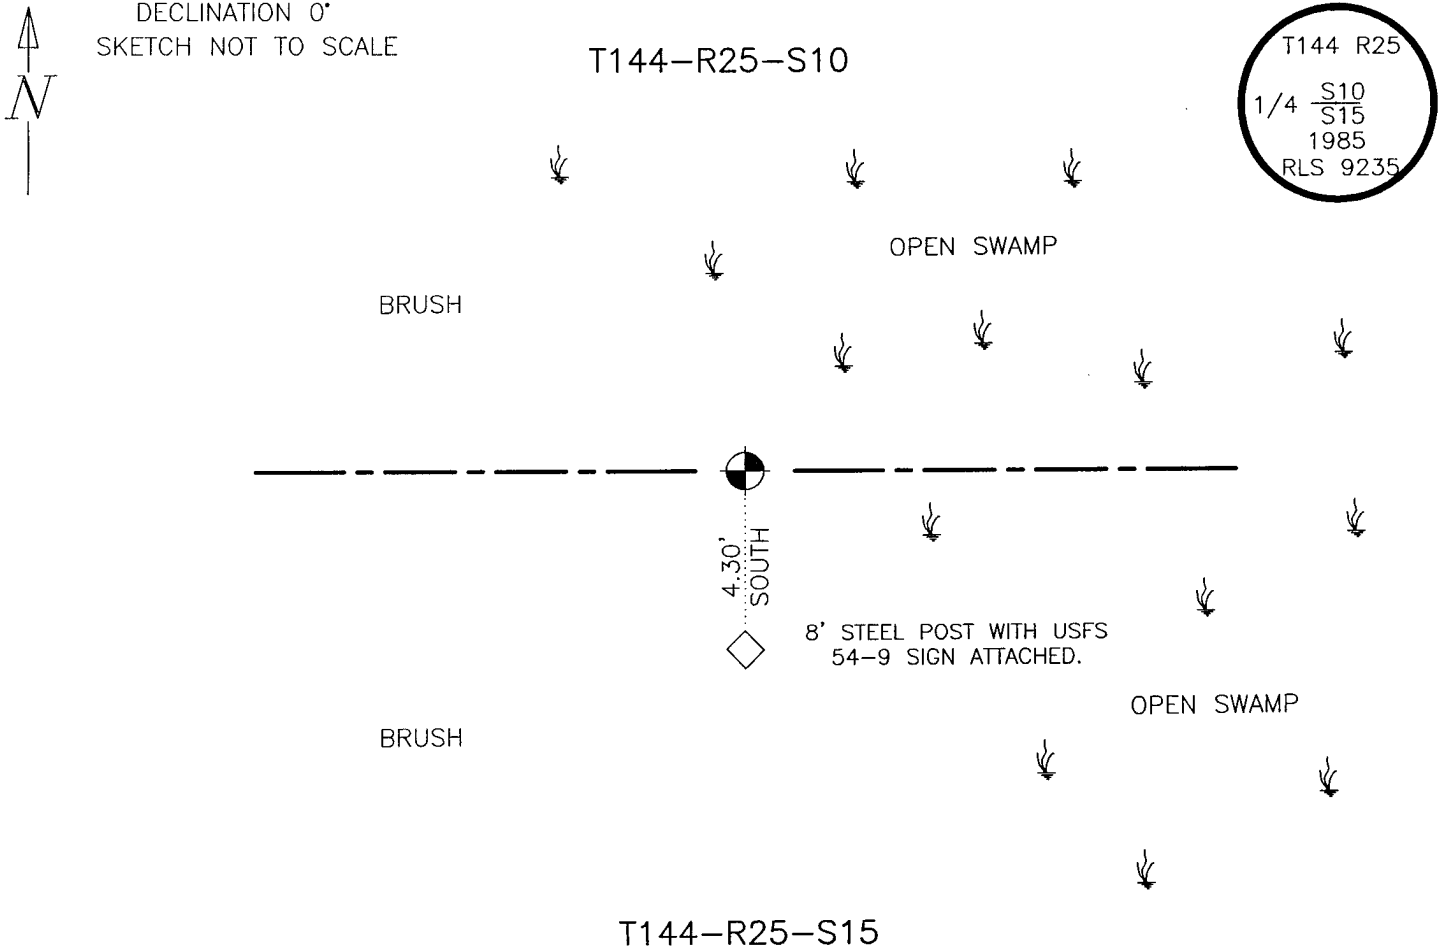 DECLINATION 0°
SKETCH NOT TO SCALE
N
T144-R25-S10
T144 R25
1/4 S10
S15
1985
RLS 9235
OPEN SWAMP
BRUSH
4.30'
SOUTH
8' STEEL POST WITH USFS
54-9 SIGN ATTACHED.
OPEN SWAMP
BRUSH
T144-R25-S15